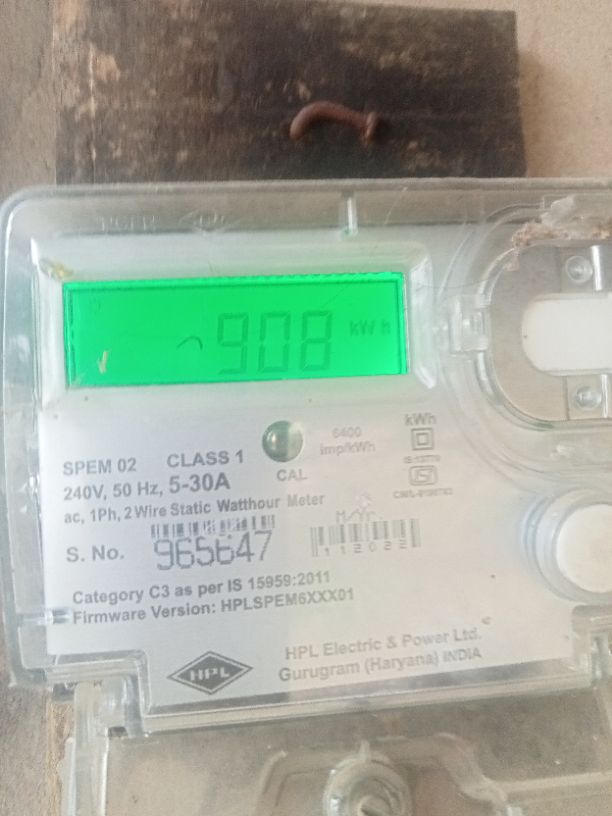 908 kWh
6400
imp/kWh
kWh
SPEM 02 CLASS 1
CAL
240V, 50 Hz, 5-30A
ac, 1Ph, 2 Wire Static Watthour Meter
M/Yr.
S. No. 965647
112022
Category C3 as per IS 15959:2011
Firmware Version: HPLSPEM6XXX01
HPL
HPL Electric & Power Ltd.
Gurugram (Haryana) INDIA